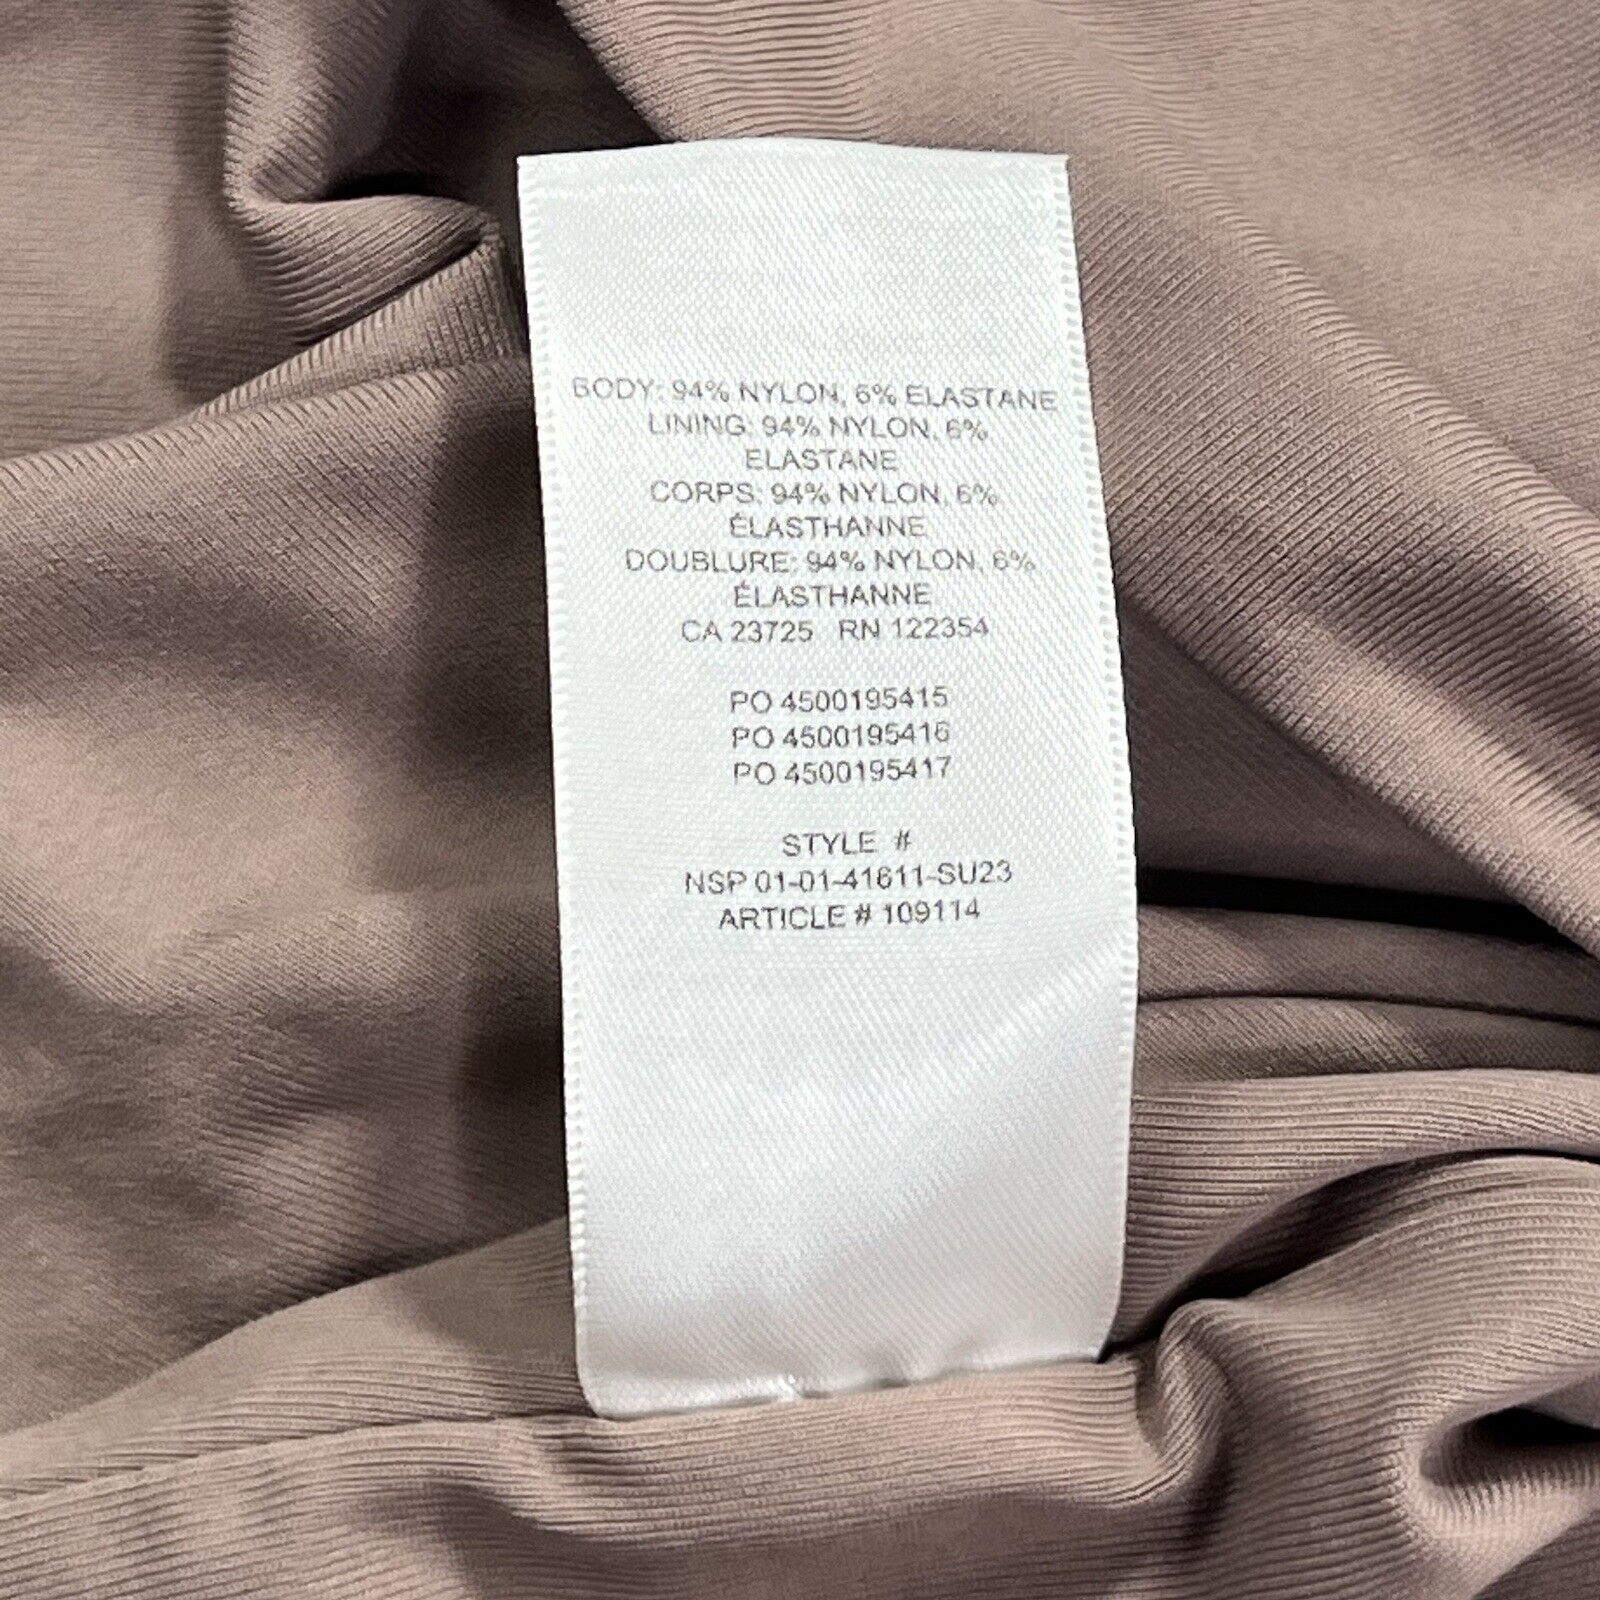 BODY: 94% NYLON, 6% ELASTANE
LINING: 94% NYLON, 6%
ELASTANE
CORPS: 94% NYLON, 6%
ÉLASTHANNE
DOUBLURE: 94% NYLON, 6%
ÉLASTHANNE
CA 23725 RN 122354
PO 4500195415
PO 4500195416
PO 4500195417
STYLE #
NSP 01-01-41611-SU23
ARTICLE # 109114